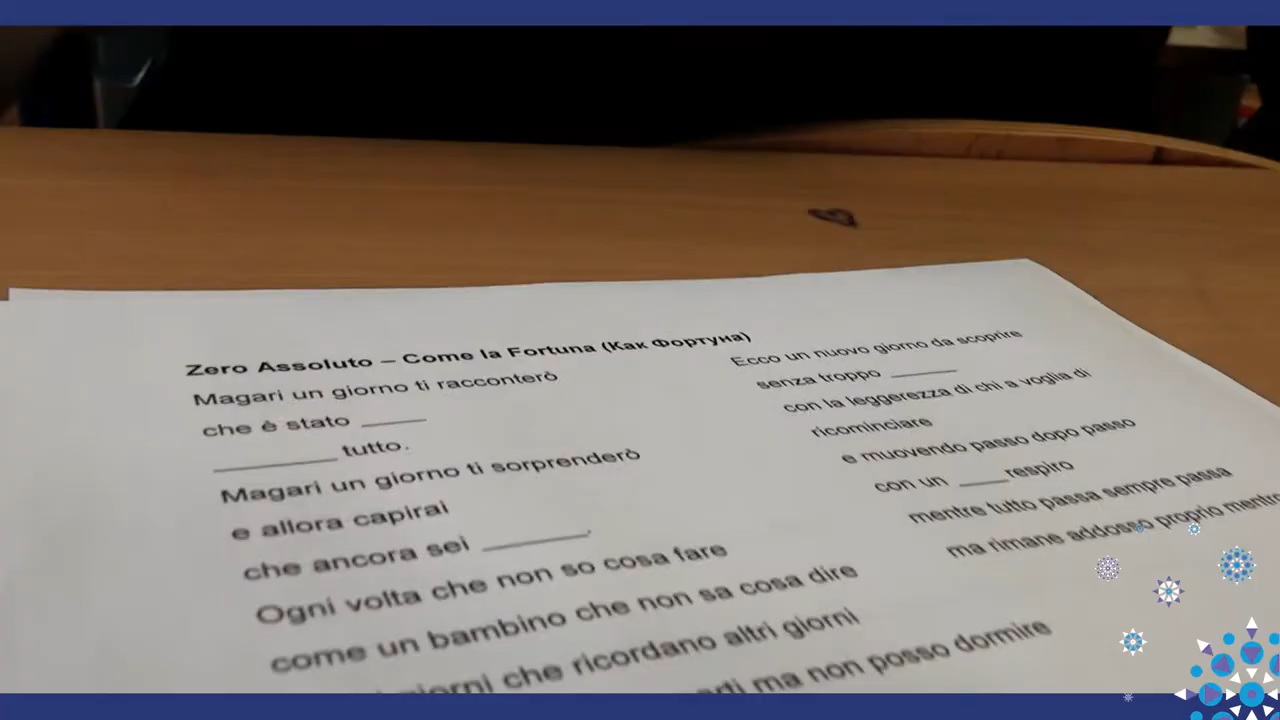 Zero Assoluto – Come la Fortuna (Как Фортуна)
Magari un giorno ti racconterò
che è stato _____
_________ tutto.
Magari un giorno ti sorprenderò
e allora capirai
che ancora sei ________.
Ogni volta che non so cosa fare
come un bambino che non sa cosa dire
giorni che ricordano altri giorni
ma non posso dormire
Ecco un nuovo giorno da scoprire
senza troppo _____
con la leggerezza di chi a voglia di
ricominciare
e muovendo passo dopo passo
con un ____respiro
mentre tutto passa sempre passa
ma rimane addosso proprio mentre